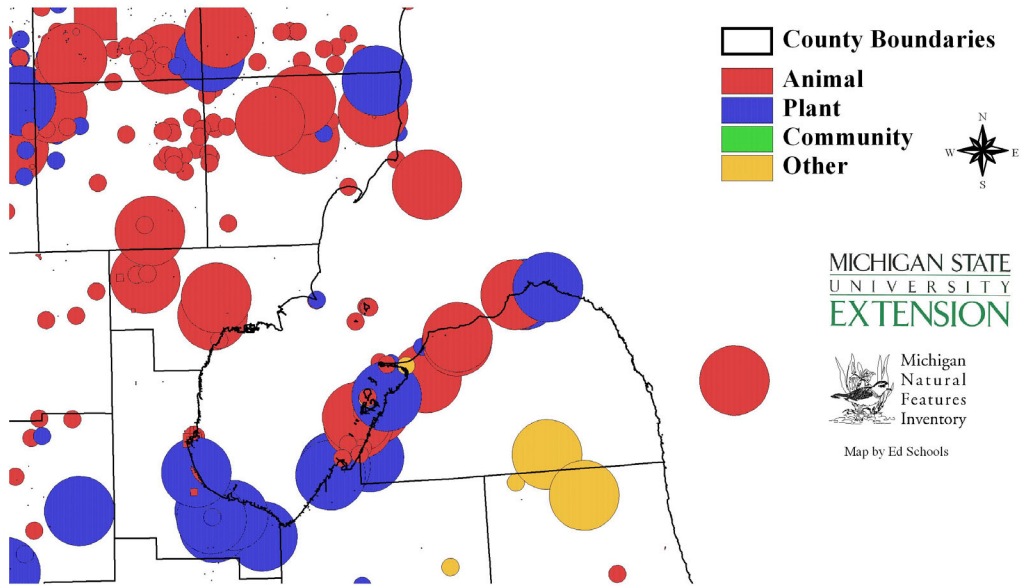 County Boundaries
Animal
Plant
Community
Other
N
W E
S
MICHIGAN STATE
UNIVERSITY
EXTENSION
Michigan
Natural
Features
Inventory
Map by Ed Schools